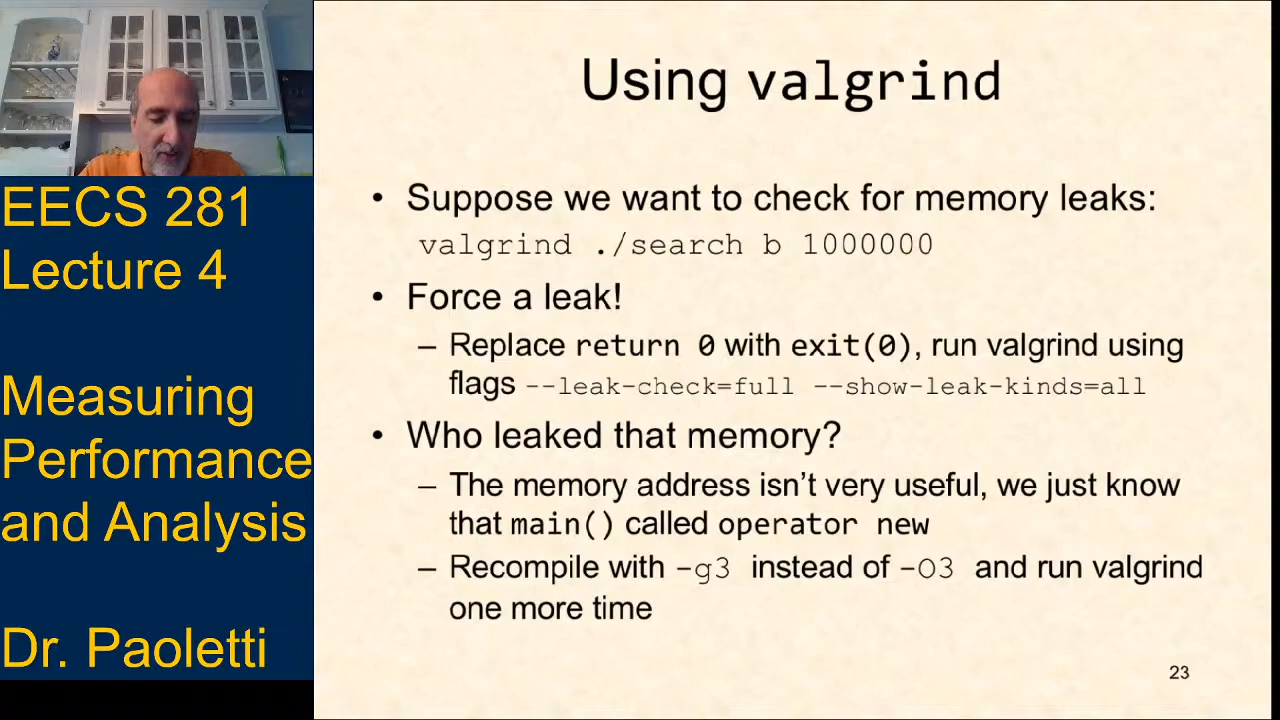 EECS 281
Lecture 4
Measuring
Performance
and Analysis
Dr. Paoletti
Using valgrind
• Suppose we want to check for memory leaks:
valgrind ./search b 1000000
• Force a leak!
– Replace return 0 with exit(0), run valgrind using
flags --leak-check=full --show-leak-kinds=all
• Who leaked that memory?
– The memory address isn't very useful, we just know
that main() called operator new
– Recompile with -g3 instead of -O3 and run valgrind
one more time
23